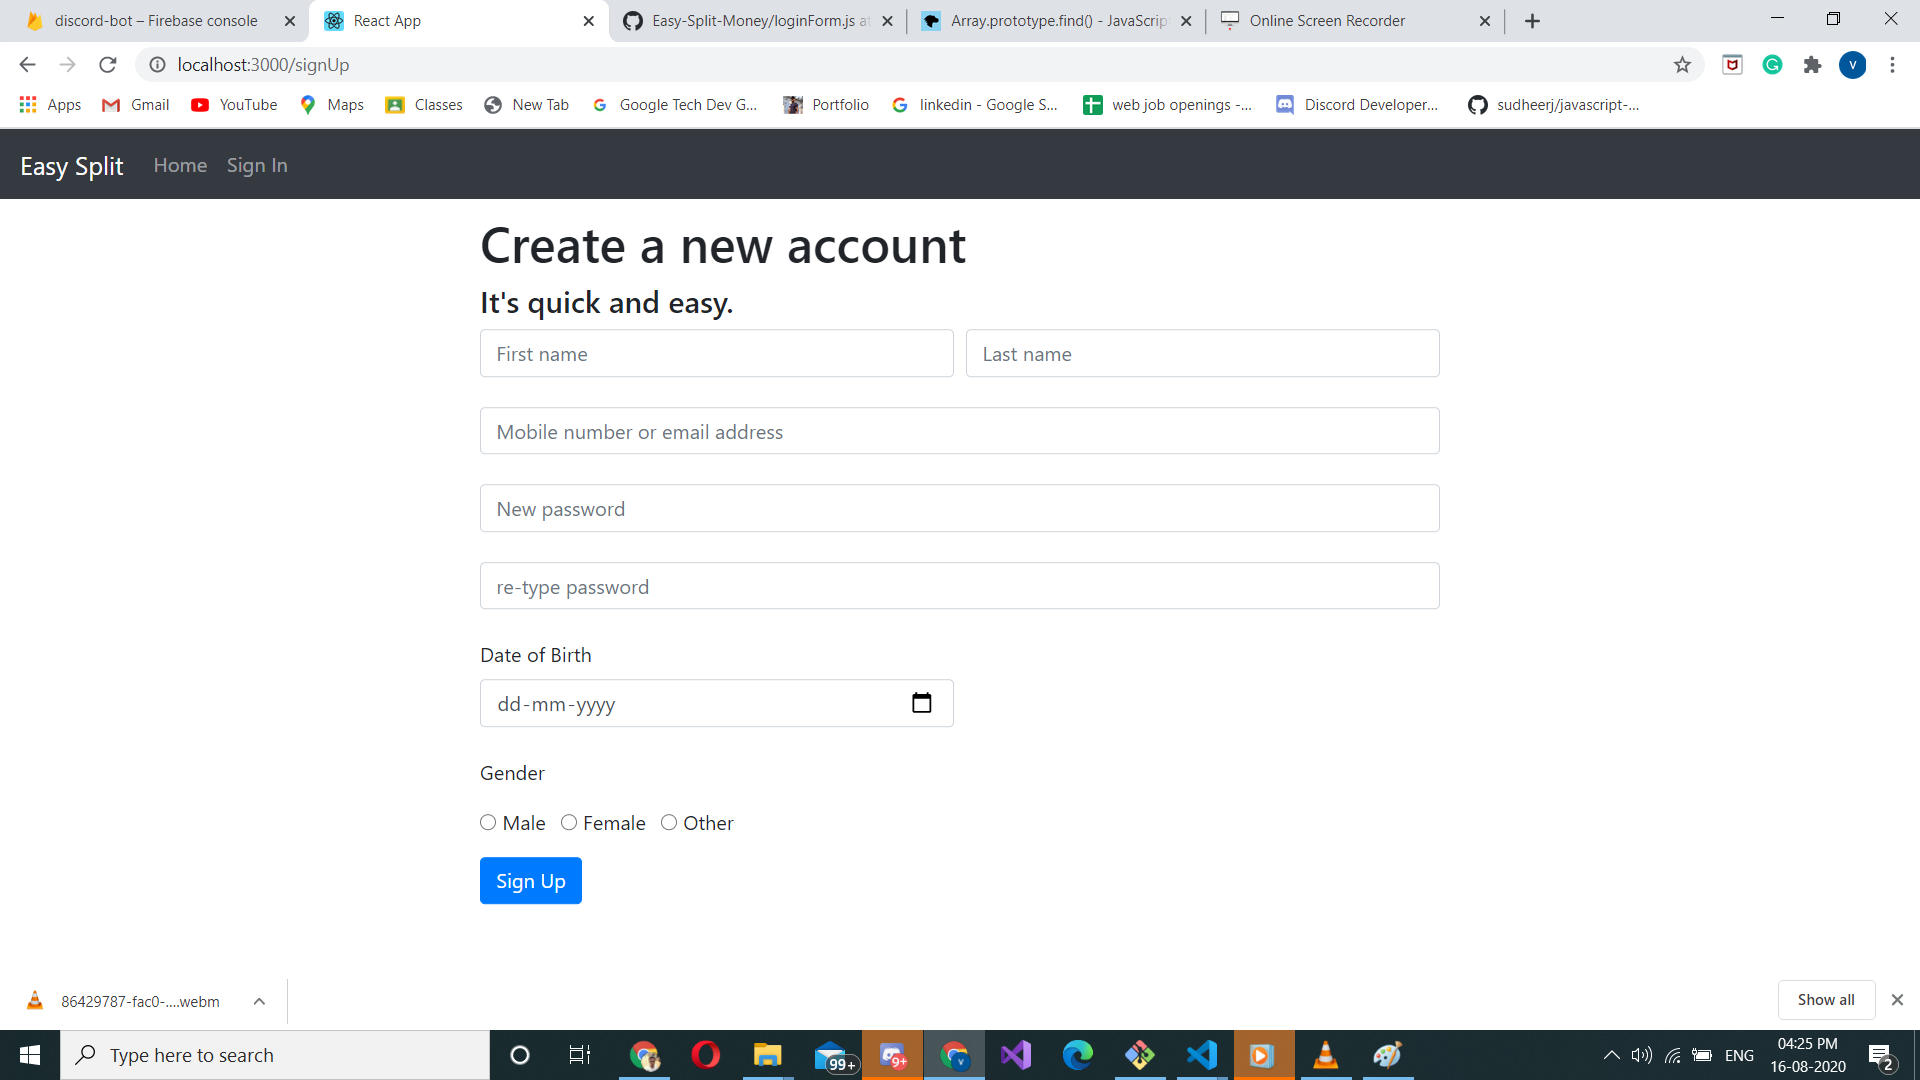 discord-bot – Firebase console
React App
Easy-Split-Money/loginForm.js at
Array.prototype.find() - JavaScript
Online Screen Recorder
localhost:3000/signUp
V
Apps
Gmail
YouTube
Maps
Classes
New Tab
Google Tech Dev G...
Portfolio
linkedin - Google S...
web job openings -...
Discord Developer...
sudheerj/javascript-...
Easy Split
Home
Sign In
Create a new account
It's quick and easy.
First name
Last name
Mobile number or email address
New password
re-type password
Date of Birth
dd-mm-yyyy
Gender
Male
Female
Other
Sign Up
86429787-fac0-....webm
Show all
Type here to search
99+
9+
V
ENG
04:25 PM
16-08-2020
2